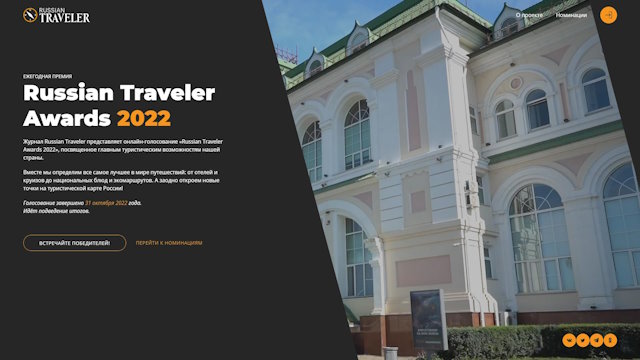 RUSSIAN
TRAVELER
О проекте
Номинации
ЕЖЕГОДНАЯ ПРЕМИЯ
Russian Traveler
Awards 2022
Журнал Russian Traveler представляет онлайн-голосование «Russian Traveler
Awards 2022», посвященное главным туристическим возможностям нашей
страны.
Вместе мы определим все самое лучшее в мире путешествий: от отелей и
круизов до национальных блюд и экомаршрутов. А заодно откроем новые
точки на туристической карте России!
Голосование завершено 31 октября 2022 года.
Идёт подведение итогов.
ВСТРЕЧАЙТЕ ПОБЕДИТЕЛЕЙ!
ПЕРЕЙТИ К НОМИНАЦИЯМ